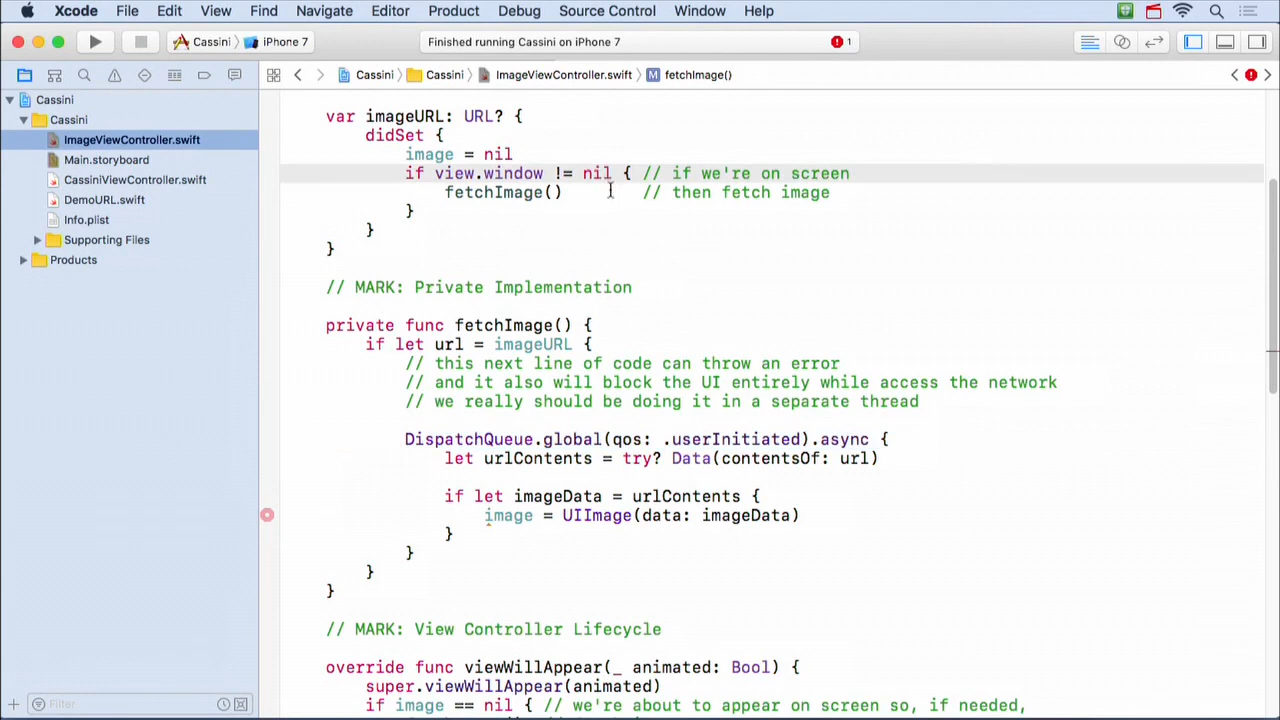 Xcode File Edit View Find Navigate Editor Product Debug Source Control Window Help
Cassini iPhone 7 Finished running Cassini on iPhone 7 1
Cassini Cassini ImageViewController.swift M fetchImage()
Cassini
Cassini
ImageViewController.swift
Main.storyboard
CassiniViewController.swift
DemoURL.swift
Info.plist
Supporting Files
Products
Filter
var imageURL: URL? {
didSet {
image = nil
if view.window != nil { // if we're on screen
fetchImage() // then fetch image
}
}
}
// MARK: Private Implementation
private func fetchImage() {
if let url = imageURL {
// this next line of code can throw an error
// and it also will block the UI entirely while access the network
// we really should be doing it in a separate thread
DispatchQueue.global(qos: .userInitiated).async {
let urlContents = try? Data(contentsOf: url)
if let imageData = urlContents {
image = UIImage(data: imageData)
}
}
}
}
// MARK: View Controller Lifecycle
override func viewWillAppear(_ animated: Bool) {
super.viewWillAppear(animated)
if image == nil { // we're about to appear on screen so, if needed,